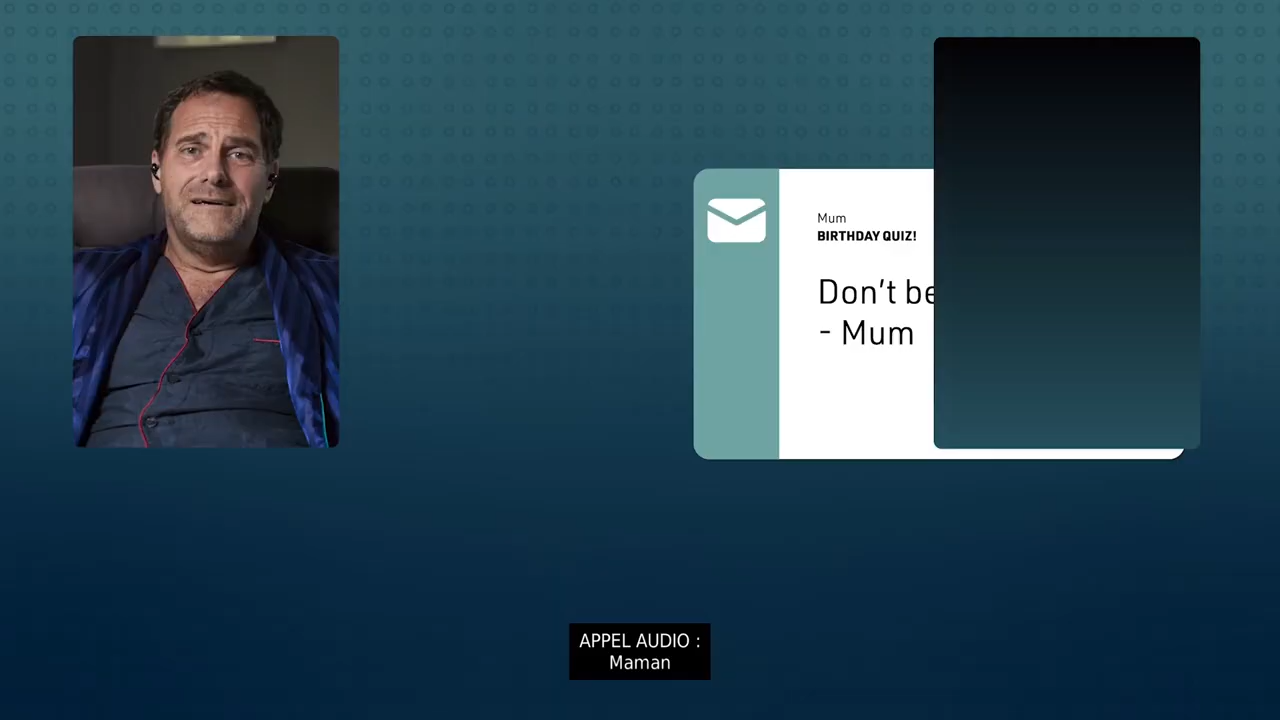 Mum
BIRTHDAY QUIZ!
Don't be
- Mum
APPEL AUDIO :
Maman